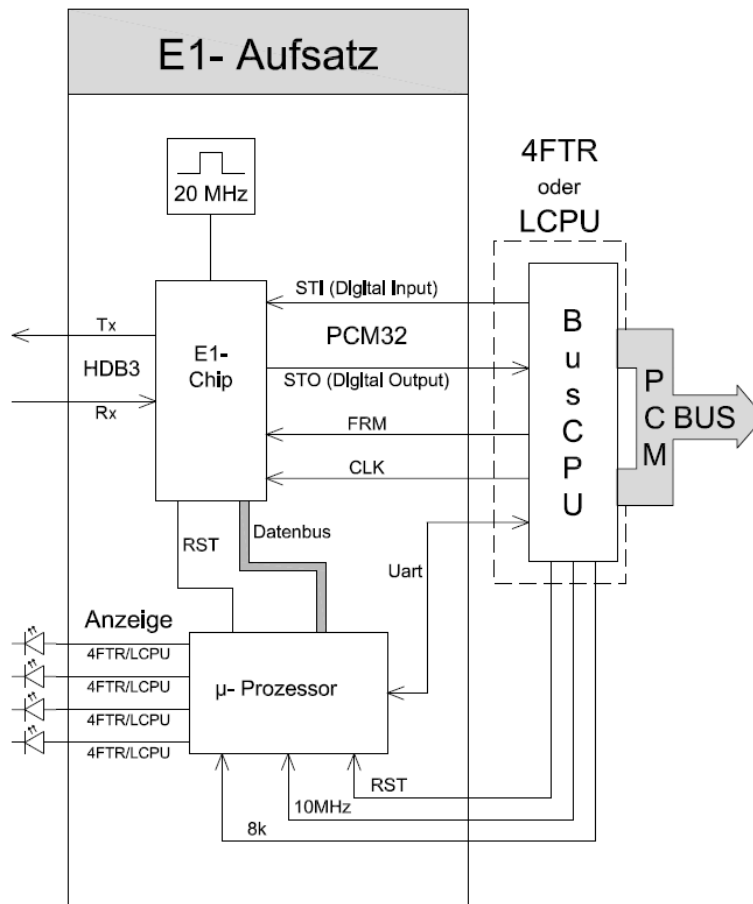 E1- Aufsatz
20 MHz
4FTR
oder
LCPU
STI (DIgital Input)
Tx
HDB3
Rx
E1-
Chip
PCM32
STO (DIgital Output)
FRM
CLK
BusCPU
PCM
BUS
RST
Datenbus
Uart
Anzeige
4FTR/LCPU
4FTR/LCPU
4FTR/LCPU
4FTR/LCPU
µ- Prozessor
RST
10MHz
8k